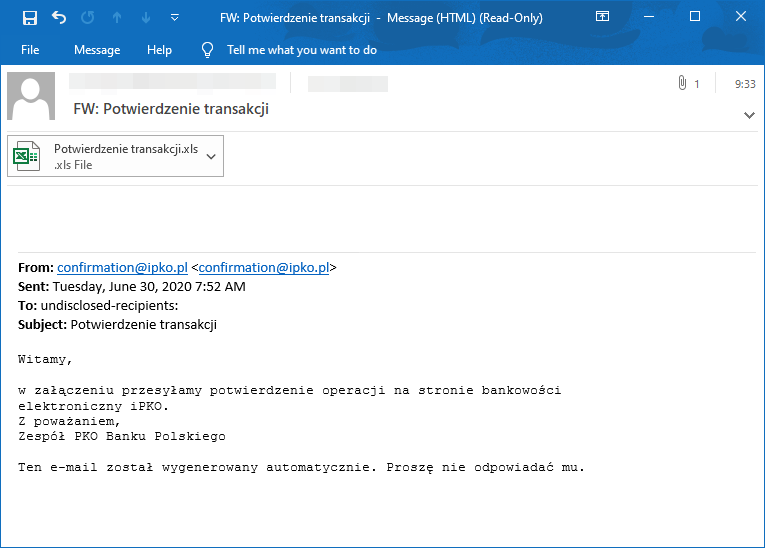 FW: Potwierdzenie transakcji - Message (HTML) (Read-Only)
File Message Help Tell me what you want to do
1 9:33
FW: Potwierdzenie transakcji
Potwierdzenie transakcji.xls
.xls File
From: confirmation@ipko.pl <confirmation@ipko.pl>
Sent: Tuesday, June 30, 2020 7:52 AM
To: undisclosed-recipients:
Subject: Potwierdzenie transakcji
Witamy,
w załączeniu przesyłamy potwierdzenie operacji na stronie bankowości
elektroniczny iPKO.
Z poważaniem,
Zespół PKO Banku Polskiego
Ten e-mail został wygenerowany automatycznie. Proszę nie odpowiadać mu.